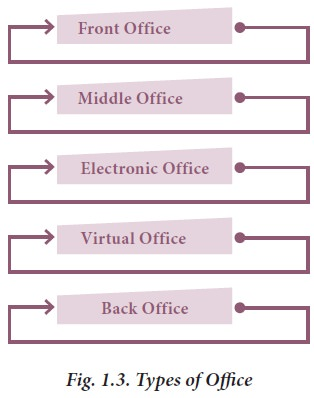 Front Office
Middle Office
Electronic Office
Virtual Office
Back Office
Fig. 1.3. Types of Office